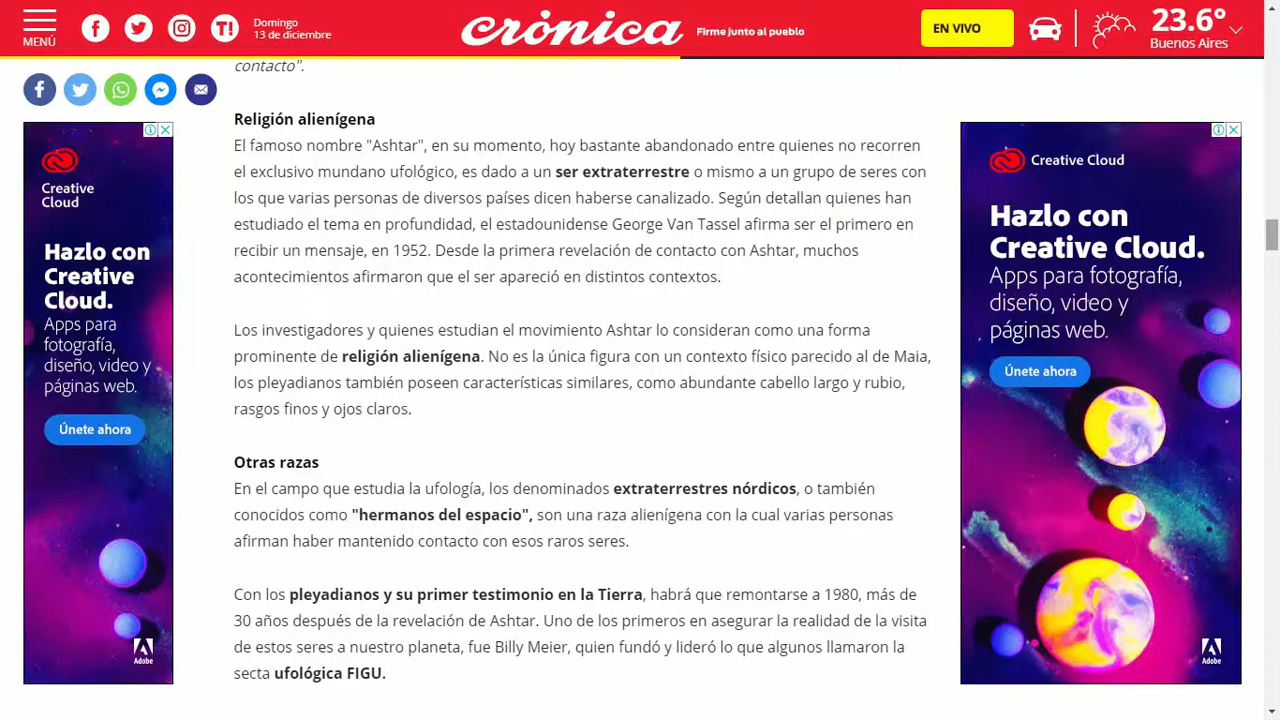 MENÚ
Domingo
13 de diciembre
crónica
Firme junto al pueblo
EN VIVO
23.6°
Buenos Aires
contacto".
Religión alienígena
El famoso nombre "Ashtar", en su momento, hoy bastante abandonado entre quienes no recorren
el exclusivo mundano ufológico, es dado a un ser extraterrestre o mismo a un grupo de seres con
los que varias personas de diversos países dicen haberse canalizado. Según detallan quienes han
estudiado el tema en profundidad, el estadounidense George Van Tassel afirma ser el primero en
recibir un mensaje, en 1952. Desde la primera revelación de contacto con Ashtar, muchos
acontecimientos afirmaron que el ser apareció en distintos contextos.
Los investigadores y quienes estudian el movimiento Ashtar lo consideran como una forma
prominente de religión alienígena. No es la única figura con un contexto físico parecido al de Maia,
los pleyadianos también poseen características similares, como abundante cabello largo y rubio,
rasgos finos y ojos claros.
Otras razas
En el campo que estudia la ufología, los denominados extraterrestres nórdicos, o también
conocidos como "hermanos del espacio", son una raza alienígena con la cual varias personas
afirman haber mantenido contacto con esos raros seres.
Con los pleyadianos y su primer testimonio en la Tierra, habrá que remontarse a 1980, más de
30 años después de la revelación de Ashtar. Uno de los primeros en asegurar la realidad de la visita
de estos seres a nuestro planeta, fue Billy Meier, quien fundó y lideró lo que algunos llamaron la
secta ufológica FIGU.
Creative
Cloud
Hazlo con
Creative
Cloud.
Apps para
fotografía,
diseño, video y
páginas web.
Únete ahora
Adobe
Creative Cloud
Hazlo con
Creative Cloud.
Apps para fotografía,
diseño, video y
páginas web.
Únete ahora
Adobe